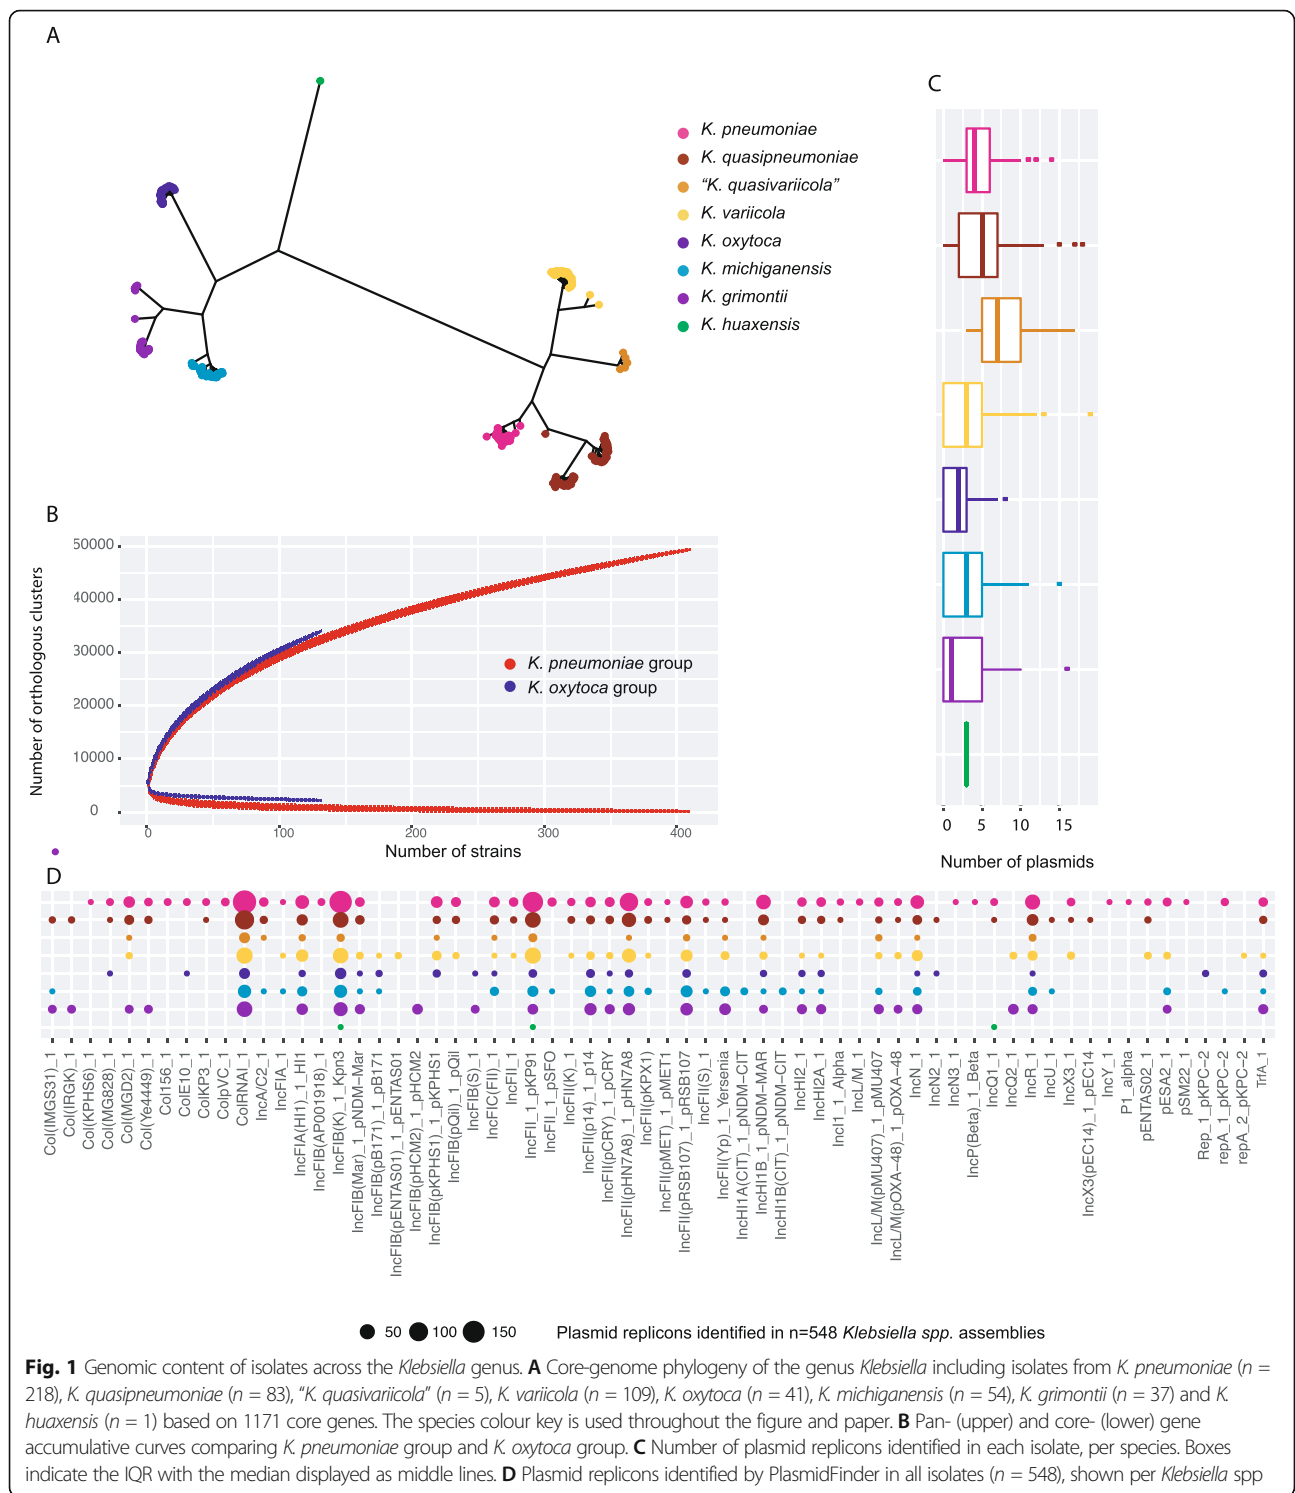 A
K. pneumoniae
K. quasipneumoniae
“K. quasivariicola”
K. variicola
K. oxytoca
K. michiganensis
K. grimontii
K. huaxensis
B
50000
40000
30000
20000
10000
0
Number of orthologous clusters
K. pneumoniae group
K. oxytoca group
0 100 200 300 400
Number of strains
C
0 5 10 15
Number of plasmids
D
Col(IMGS31)_1
Col(IRGK)_1
Col(KPHS6)_1
Col(MG828)_1
Col(MGD2)_1
Col(Ye4449)_1
Col156_1
ColE10_1
ColKP3_1
ColpVC_1
ColRNAI_1
IncA/C2_1
IncFIA_1
IncFIA(HI1)_1_HI1
IncFIB(AP001918)_1
IncFIB(K)_1_Kpn3
IncFIB(Mar)_1_pNDM−Mar
IncFIB(pB171)_1_pB171
IncFIB(pENTAS01)_1_pENTAS01
IncFIB(pHCM2)_1_pHCM2
IncFIB(pKPHS1)_1_pKPHS1
IncFIB(pQil)_1_pQil
IncFIB(S)_1
IncFIC(FII)_1
IncFII_1
IncFII_1_pKP91
IncFII_1_pSFO
IncFII(K)_1
IncFII(p14)_1_p14
IncFII(pCRY)_1_pCRY
IncFII(pHN7A8)_1_pHN7A8
IncFII(pKPX1)
IncFII(pMET)_1_pMET1
IncFII(pRSB107)_1_pRSB107
IncFII(S)_1
IncFII(Yp)_1_Yersenia
IncHI1A(CIT)_1_pNDM−CIT
IncHI1B_1_pNDM−MAR
IncHI1B(CIT)_1_pNDM−CIT
IncHI2_1
IncHI2A_1
IncI1_1_Alpha
IncL/M_1
IncL/M(pMU407)_1_pMU407
IncL/M(pOXA−48)_1_pOXA−48
IncN_1
IncN2_1
IncN3_1
IncP(Beta)_1_Beta
IncQ1_1
IncQ2_1
IncR_1
IncU_1
IncX3_1
IncX3(pEC14)_1_pEC14
IncY_1
P1_alpha
pENTAS02_1
pESA2_1
pSM22_1
Rep_1_pKPC−2
repA_1_pKPC−2
repA_2_pKPC−2
TrfA_1
50 100 150 Plasmid replicons identified in n=548 Klebsiella spp. assemblies
Fig. 1 Genomic content of isolates across the Klebsiella genus. A Core-genome phylogeny of the genus Klebsiella including isolates from K. pneumoniae (n =
218), K. quasipneumoniae (n = 83), “K. quasivariicola” (n = 5), K. variicola (n = 109), K. oxytoca (n = 41), K. michiganensis (n = 54), K. grimontii (n = 37) and K.
huaxensis (n = 1) based on 1171 core genes. The species colour key is used throughout the figure and paper. B Pan- (upper) and core- (lower) gene
accumulative curves comparing K. pneumoniae group and K. oxytoca group. C Number of plasmid replicons identified in each isolate, per species. Boxes
indicate the IQR with the median displayed as middle lines. D Plasmid replicons identified by PlasmidFinder in all isolates (n = 548), shown per Klebsiella spp